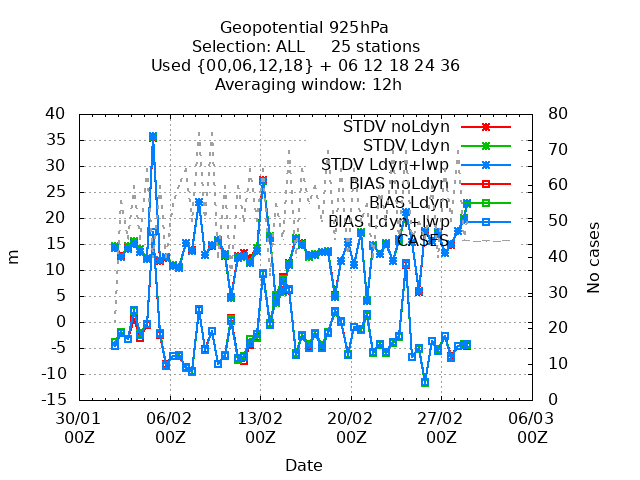 Geopotential 925hPa
Selection: ALL 25 stations
Used {00,06,12,18} + 06 12 18 24 36
Averaging window: 12h
40 80
35 70
30 60
25 50
20 40
15 30
10 20
5 10
0 0
-5
-10
-15
STDV noLdyn
STDV Ldyn
STDV Ldyn+lwp
BIAS noLdyn
BIAS Ldyn
BIAS Ldyn+lwp
CASES
m
No cases
30/01 06/02 13/02 20/02 27/02 06/03
00Z 00Z 00Z 00Z 00Z 00Z
Date